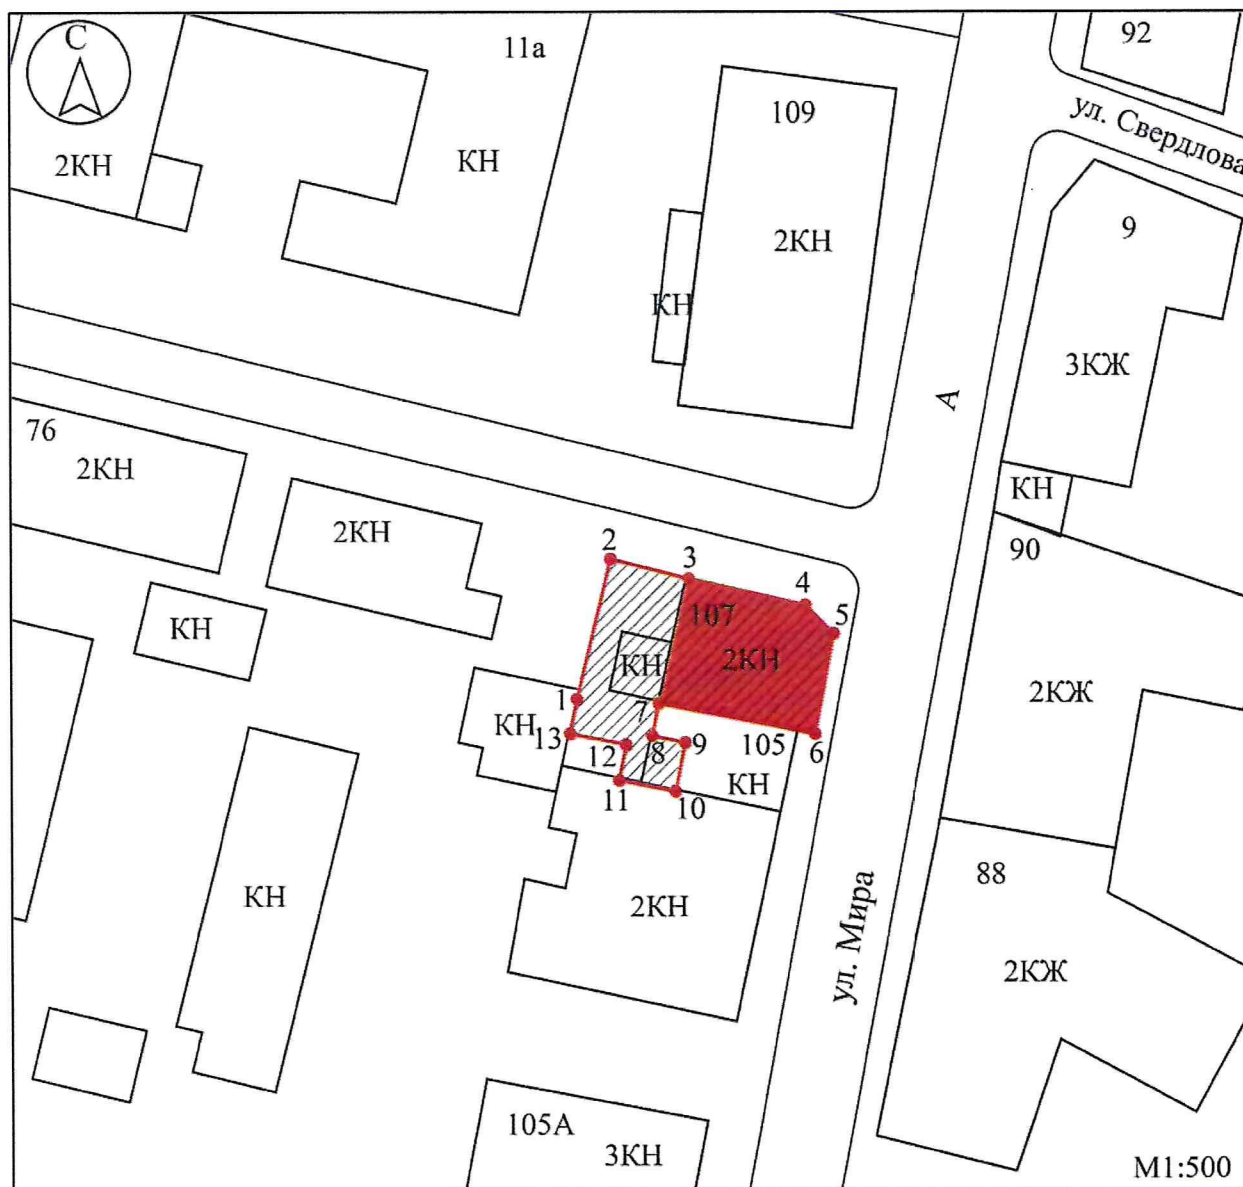 С
11а
92
ул. Свердлова
109
2КН
КН
2КН
9
КН
3КЖ
А
76
2КН
КН
2КН
90
2
3
4
5
107
КН
КН
2КН
2КЖ
1
7
КН
13
12
8
9
105
6
КН
11
10
88
КН
2КН
ул. Мира
2КЖ
105А
3КН
М1:500